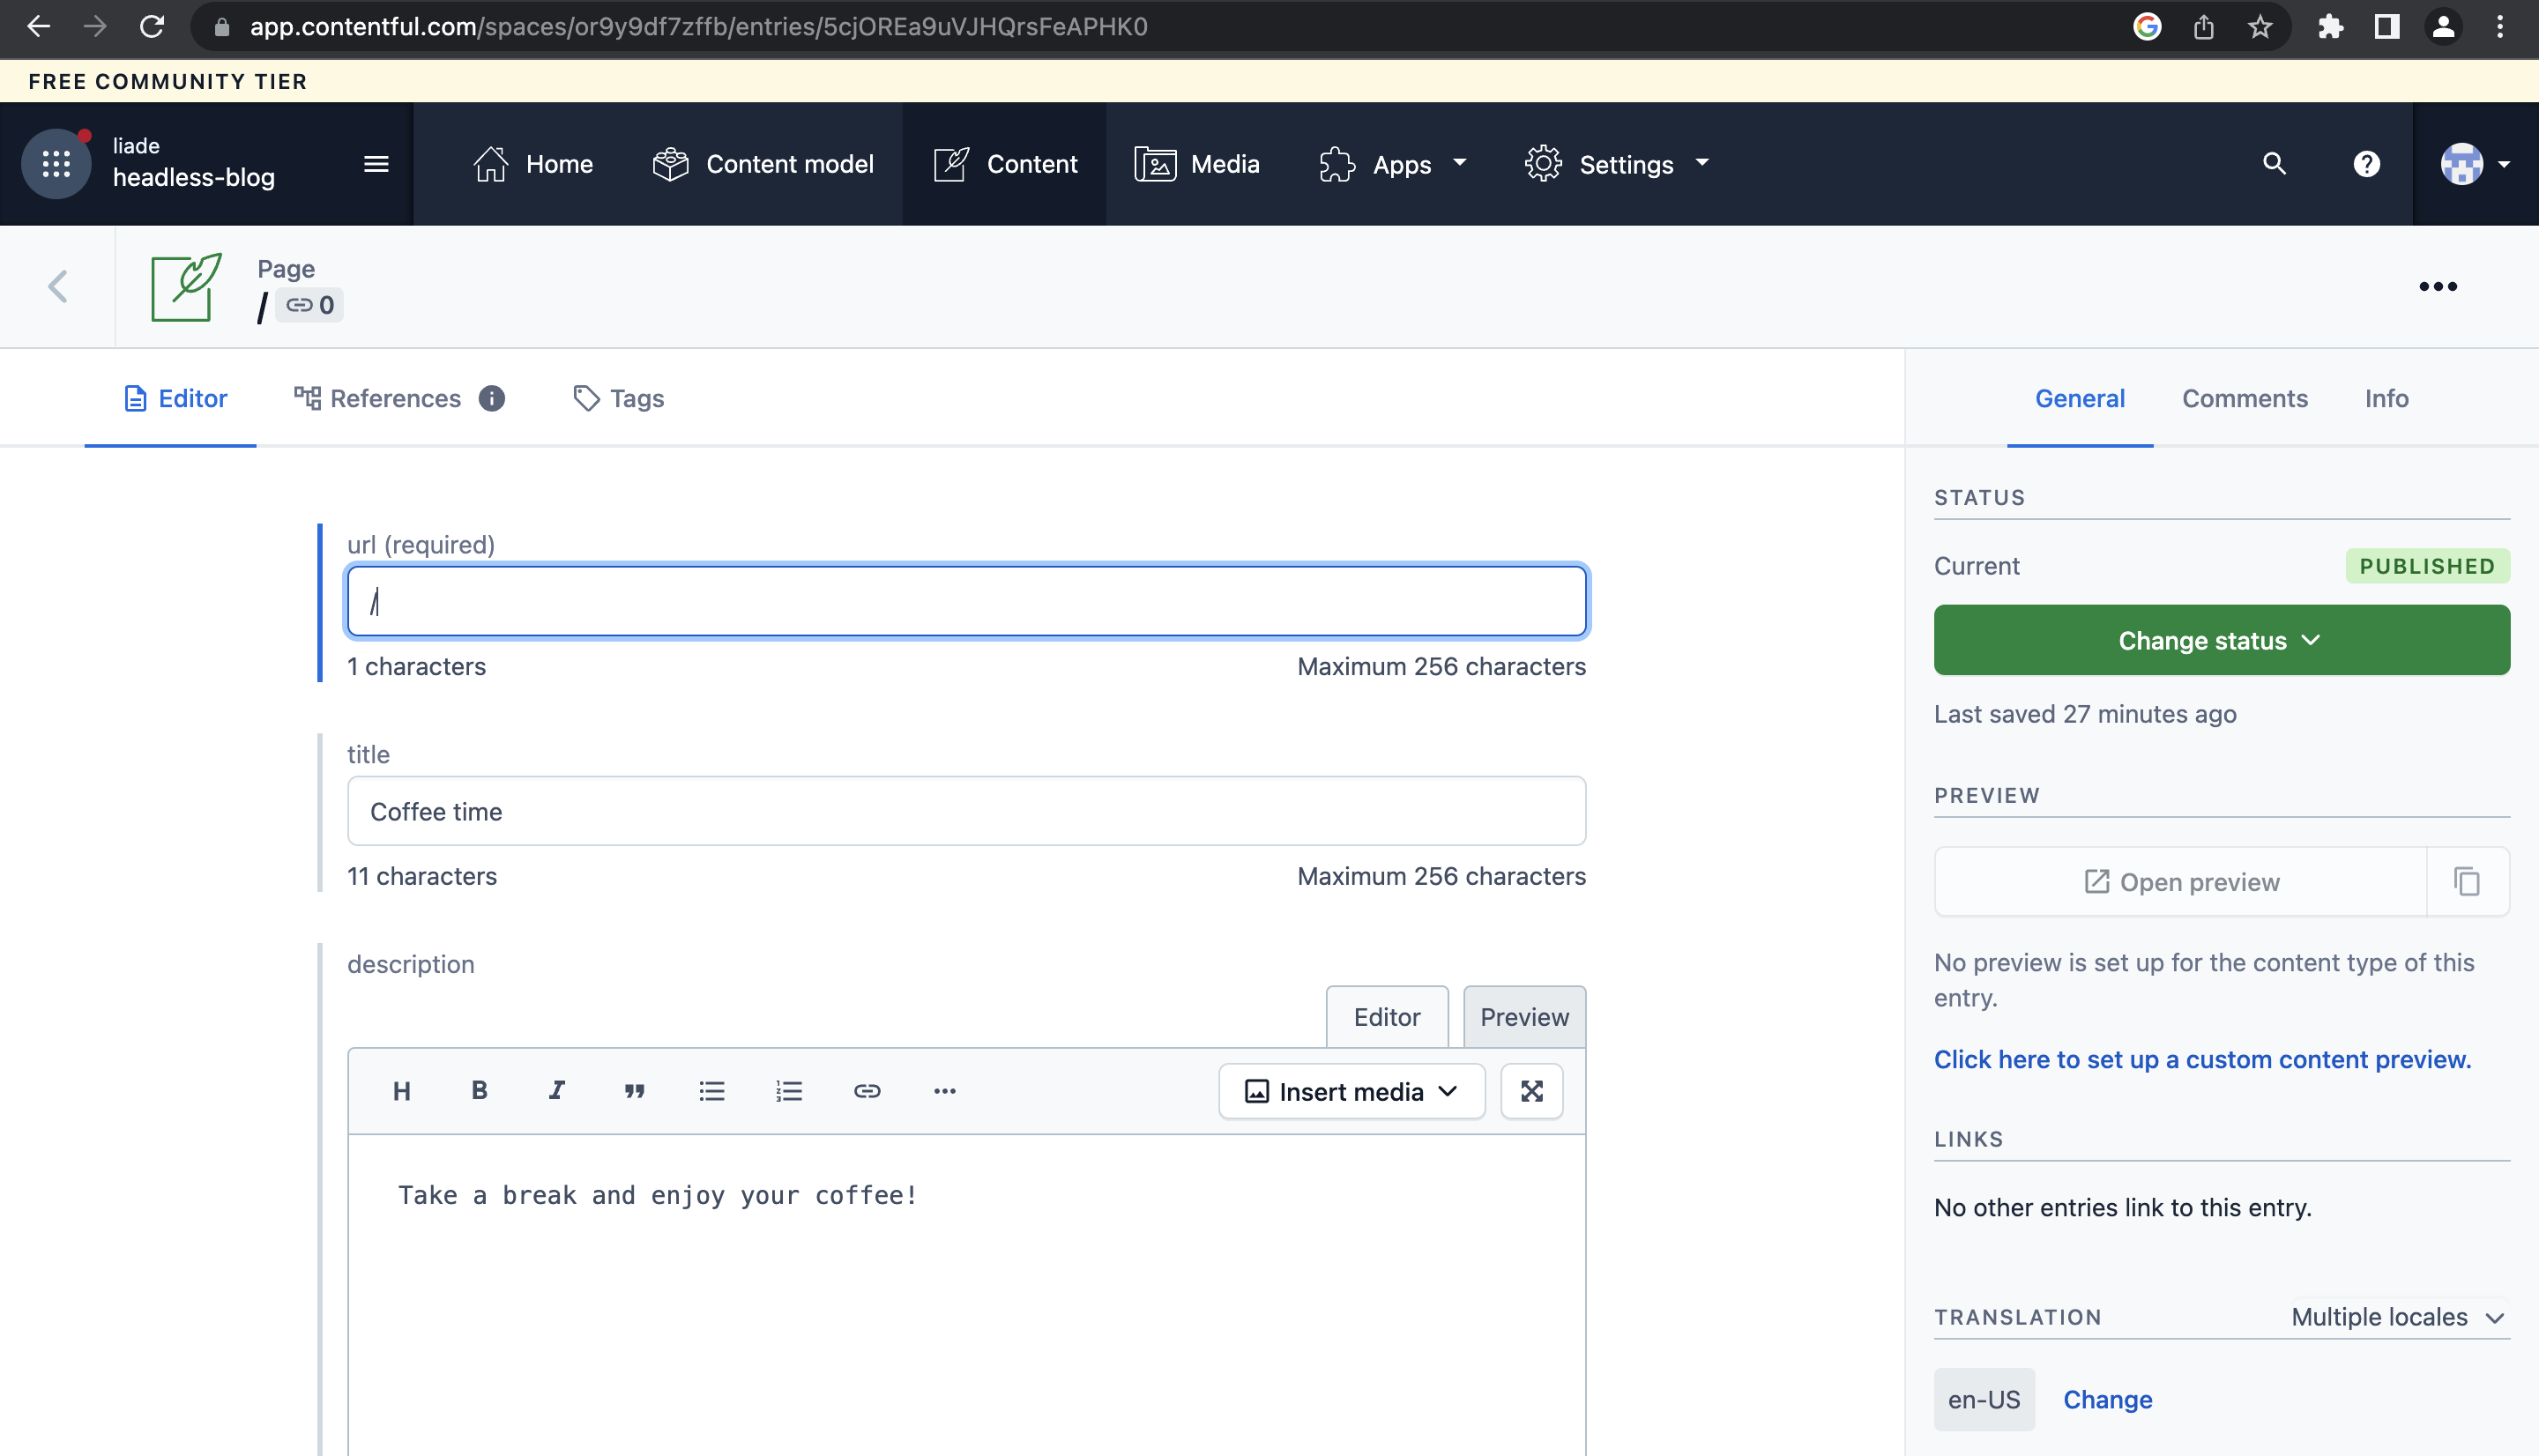 app.contentful.com/spaces/or9y9df7zffb/entries/5cjOREa9uVJHQrsFeAPHK0
FREE COMMUNITY TIER
liade
headless-blog
Home
Content model
Content
Media
Apps
Settings
Page
/ 0
Editor
References
Tags
General
Comments
Info
url (required)
/
1 characters
Maximum 256 characters
title
Coffee time
11 characters
Maximum 256 characters
description
Editor
Preview
H B I
Insert media
Take a break and enjoy your coffee!
STATUS
Current
PUBLISHED
Change status
Last saved 27 minutes ago
PREVIEW
Open preview
No preview is set up for the content type of this
entry.
Click here to set up a custom content preview.
LINKS
No other entries link to this entry.
TRANSLATION
Multiple locales
en-US
Change